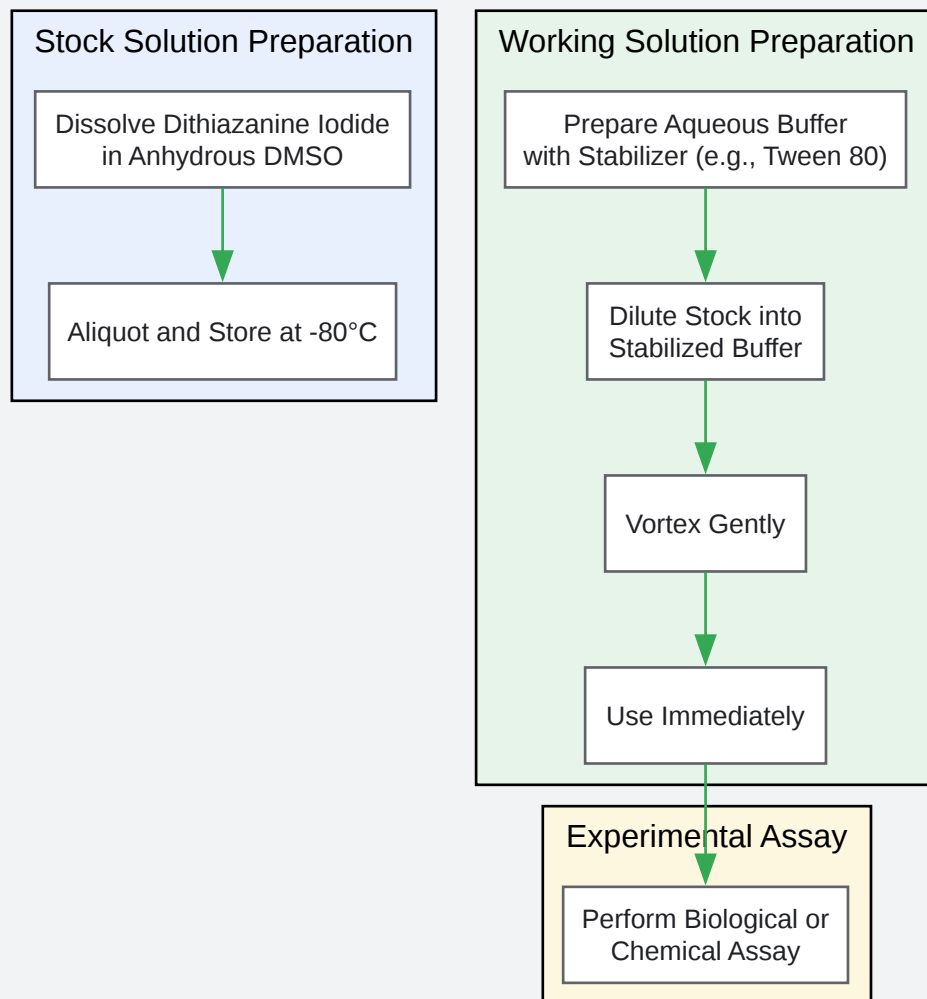 Stock Solution Preparation
Dissolve Dithiazanine Iodide
in Anhydrous DMSO
Aliquot and Store at -80°C
Working Solution Preparation
Prepare Aqueous Buffer
with Stabilizer (e.g., Tween 80)
Dilute Stock into
Stabilized Buffer
Vortex Gently
Use Immediately
Experimental Assay
Perform Biological or
Chemical Assay